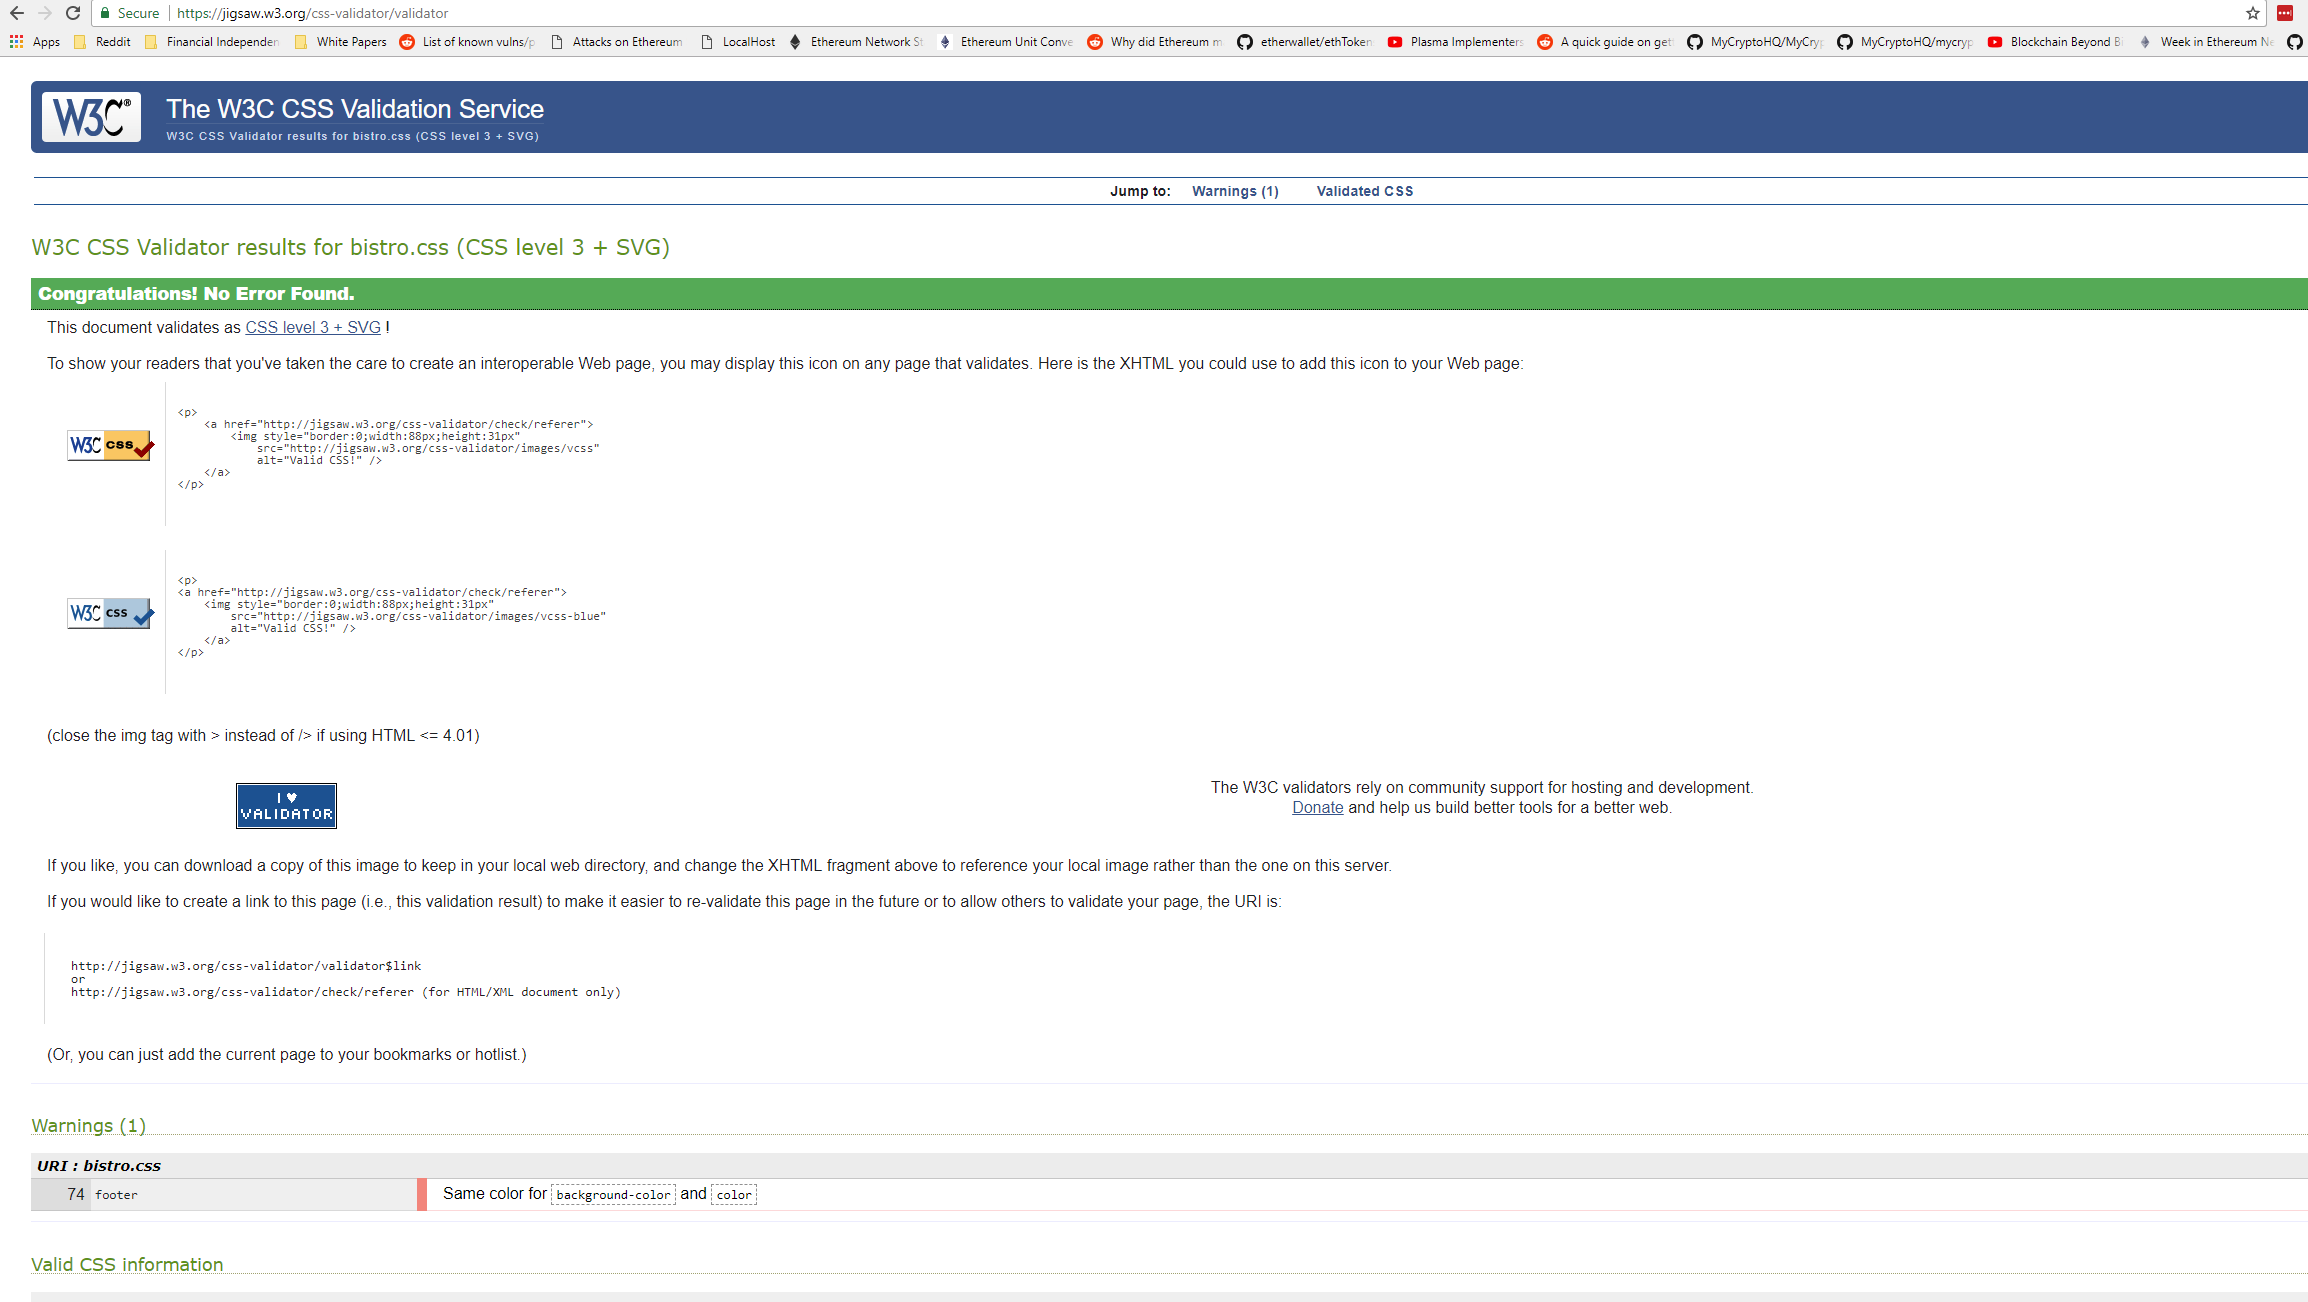 Secure https://jigsaw.w3.org/css-validator/validator
Apps Reddit Financial Independen White Papers List of known vulns/p Attacks on Ethereum LocalHost Ethereum Network St Ethereum Unit Conve Why did Ethereum m etherwallet/ethToken Plasma Implementers A quick guide on get MyCryptoHQ/MyCryp MyCryptoHQ/mycryp Blockchain Beyond Bi Week in Ethereum Ne
W3C® The W3C CSS Validation Service
W3C CSS Validator results for bistro.css (CSS level 3 + SVG)
Jump to: Warnings (1) Validated CSS
W3C CSS Validator results for bistro.css (CSS level 3 + SVG)
Congratulations! No Error Found.
This document validates as CSS level 3 + SVG !
To show your readers that you've taken the care to create an interoperable Web page, you may display this icon on any page that validates. Here is the XHTML you could use to add this icon to your Web page:
W3C css
<p>
<a href="http://jigsaw.w3.org/css-validator/check/referer">
<img style="border:0;width:88px;height:31px"
src="http://jigsaw.w3.org/css-validator/images/vcss"
alt="Valid CSS!" />
</a>
</p>
W3C css
<p>
<a href="http://jigsaw.w3.org/css-validator/check/referer">
<img style="border:0;width:88px;height:31px"
src="http://jigsaw.w3.org/css-validator/images/vcss-blue"
alt="Valid CSS!" />
</a>
</p>
(close the img tag with > instead of /> if using HTML <= 4.01)
I ♥
VALIDATOR
The W3C validators rely on community support for hosting and development.
Donate and help us build better tools for a better web.
If you like, you can download a copy of this image to keep in your local web directory, and change the XHTML fragment above to reference your local image rather than the one on this server.
If you would like to create a link to this page (i.e., this validation result) to make it easier to re-validate this page in the future or to allow others to validate your page, the URI is:
http://jigsaw.w3.org/css-validator/validator$link
or
http://jigsaw.w3.org/css-validator/check/referer (for HTML/XML document only)
(Or, you can just add the current page to your bookmarks or hotlist.)
Warnings (1)
URI : bistro.css
74 footer Same color for background-color and color
Valid CSS information